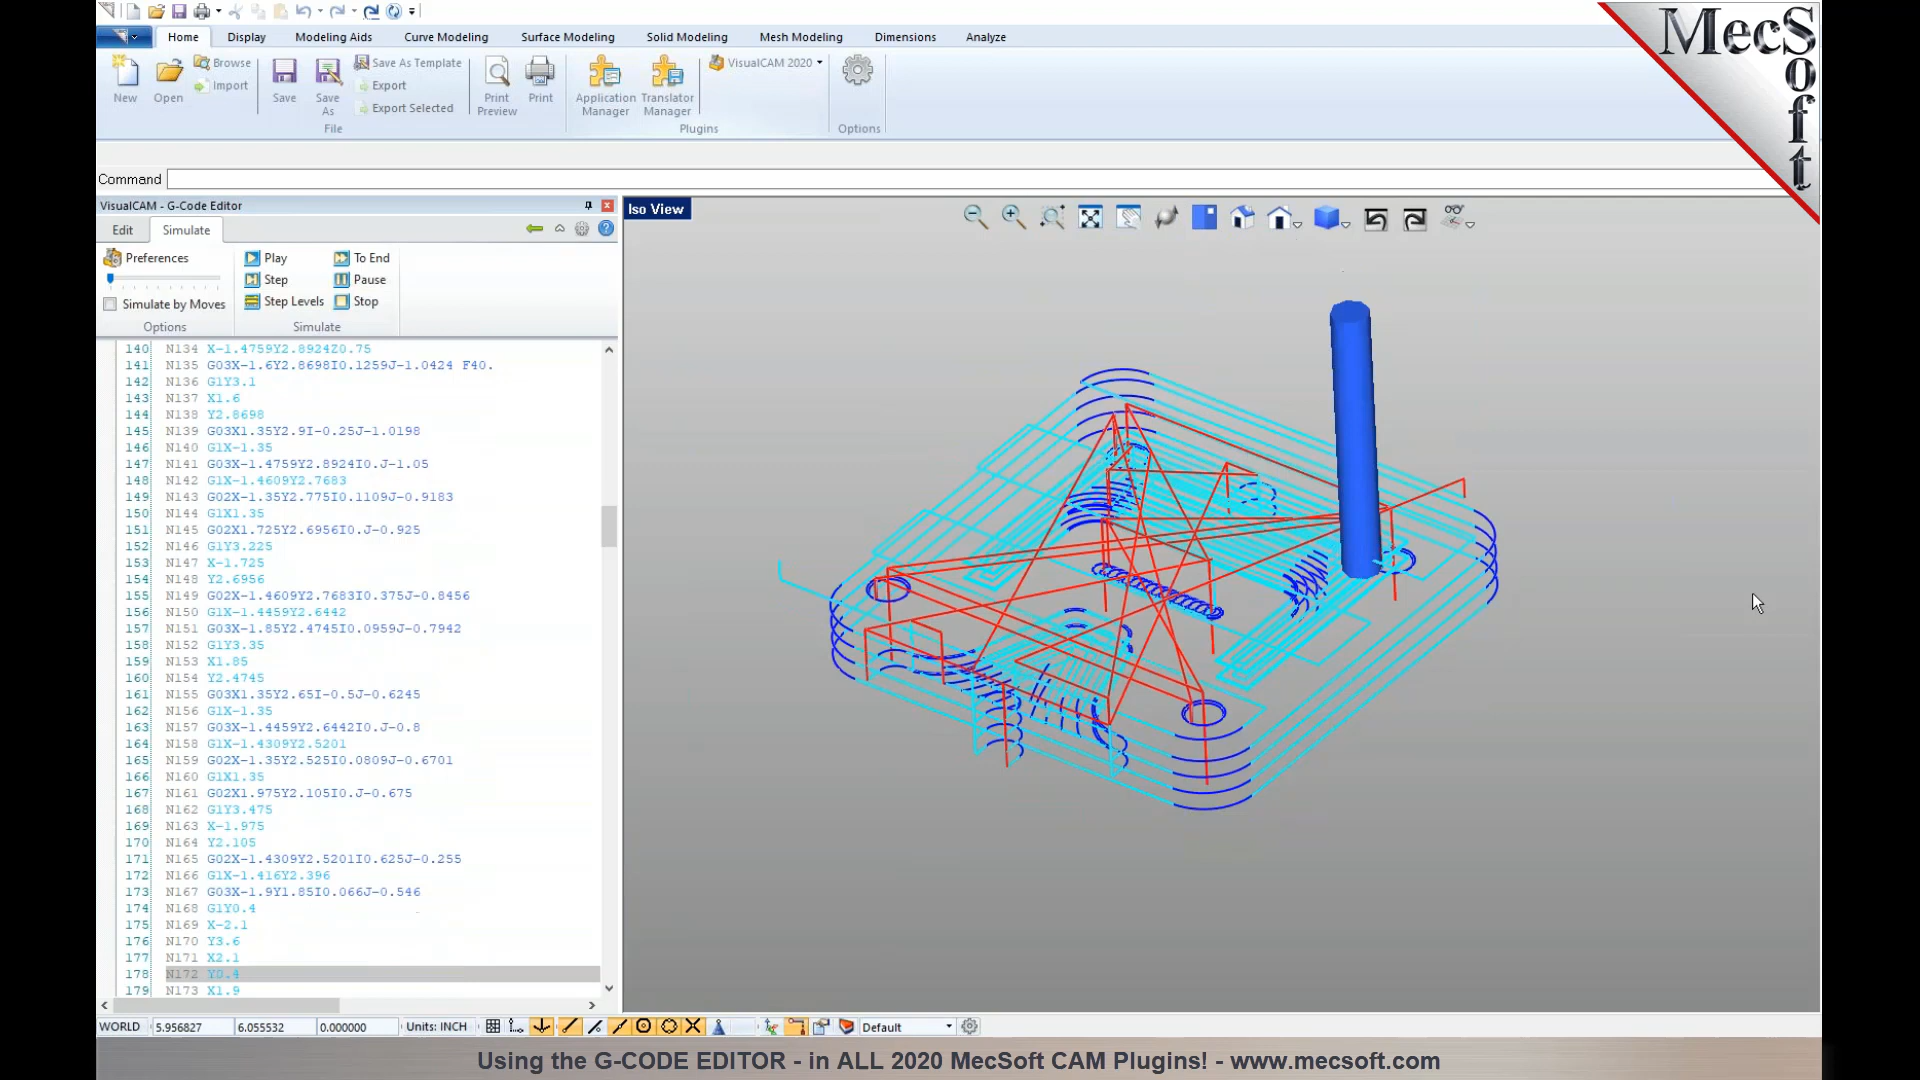 MecSoft
Home Display Modeling Aids Curve Modeling Surface Modeling Solid Modeling Mesh Modeling Dimensions Analyze
New Open Browse Import Save Save As Save As Template Export Export Selected Print Preview Print Application Manager Translator Manager VisualCAM 2020
File Plugins Options
Command
VisualCAM - G-Code Editor
Iso View
Edit Simulate
Preferences Play To End
Step Pause
Simulate by Moves Step Levels Stop
Options Simulate
140 N134 X-1.4759Y2.8924Z0.75
141 N135 G03X-1.6Y2.8698I0.1259J-1.0424 F40.
142 N136 G1Y3.1
143 N137 X1.6
144 N138 Y2.8698
145 N139 G03X1.35Y2.9I-0.25J-1.0198
146 N140 G1X-1.35
147 N141 G03X-1.4759Y2.8924I0.J-1.05
148 N142 G1X-1.4609Y2.7683
149 N143 G02X-1.35Y2.775I0.1109J-0.9183
150 N144 G1X1.35
151 N145 G02X1.725Y2.6956I0.J-0.925
152 N146 G1Y3.225
153 N147 X-1.725
154 N148 Y2.6956
155 N149 G02X-1.4609Y2.7683I0.375J-0.8456
156 N150 G1X-1.4459Y2.6442
157 N151 G03X-1.85Y2.4745I0.0959J-0.7942
158 N152 G1Y3.35
159 N153 X1.85
160 N154 Y2.4745
161 N155 G03X1.35Y2.65I-0.5J-0.6245
162 N156 G1X-1.35
163 N157 G03X-1.4459Y2.6442I0.J-0.8
164 N158 G1X-1.4309Y2.5201
165 N159 G02X-1.35Y2.525I0.0809J-0.6701
166 N160 G1X1.35
167 N161 G02X1.975Y2.105I0.J-0.675
168 N162 G1Y3.475
169 N163 X-1.975
170 N164 Y2.105
171 N165 G02X-1.4309Y2.5201I0.625J-0.255
172 N166 G1X-1.416Y2.396
173 N167 G03X-1.9Y1.85I0.066J-0.546
174 N168 G1Y0.4
175 N169 X-2.1
176 N170 Y3.6
177 N171 X2.1
178 N172 Y0.4
179 N173 X1.9
WORLD 5.956827 6.055532 0.000000 Units: INCH Default
Using the G-CODE EDITOR - in ALL 2020 MecSoft CAM Plugins! - www.mecsoft.com